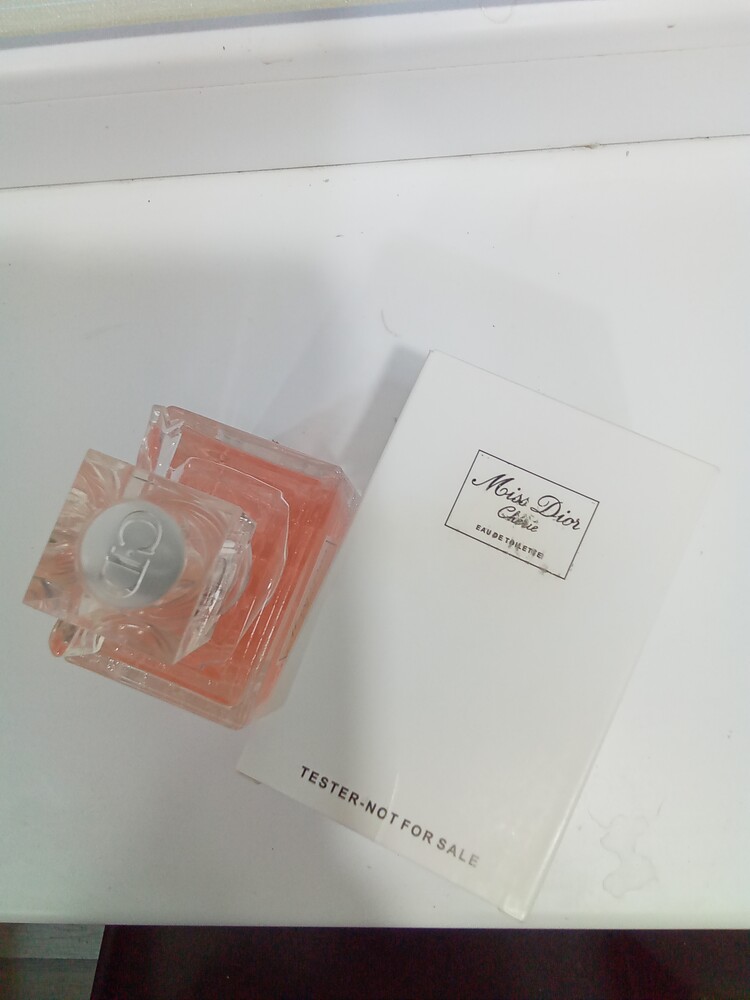 CD
Miss Dior
Chérie
EAU DE TOILETTE
TESTER-NOT FOR SALE